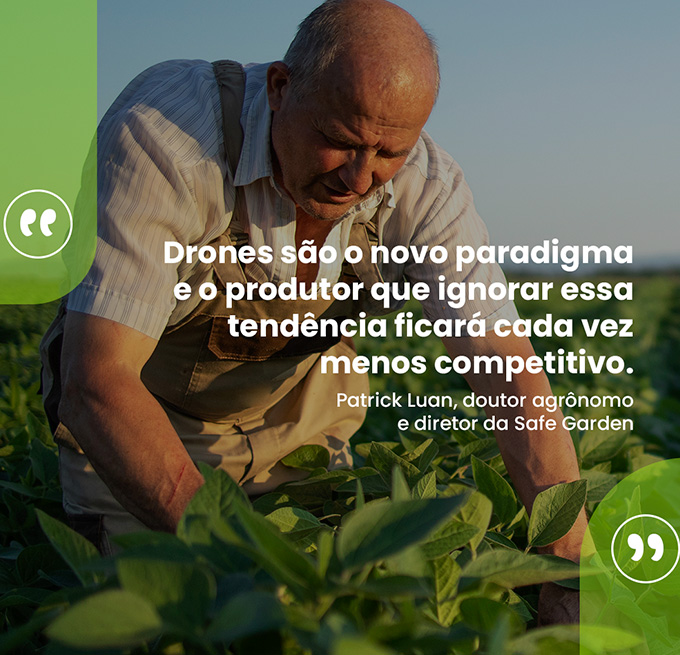 Drones são o novo paradigma
e o produtor que ignorar essa
tendência ficará cada vez
menos competitivo.
Patrick Luan, doutor agrônomo
e diretor da Safe Garden